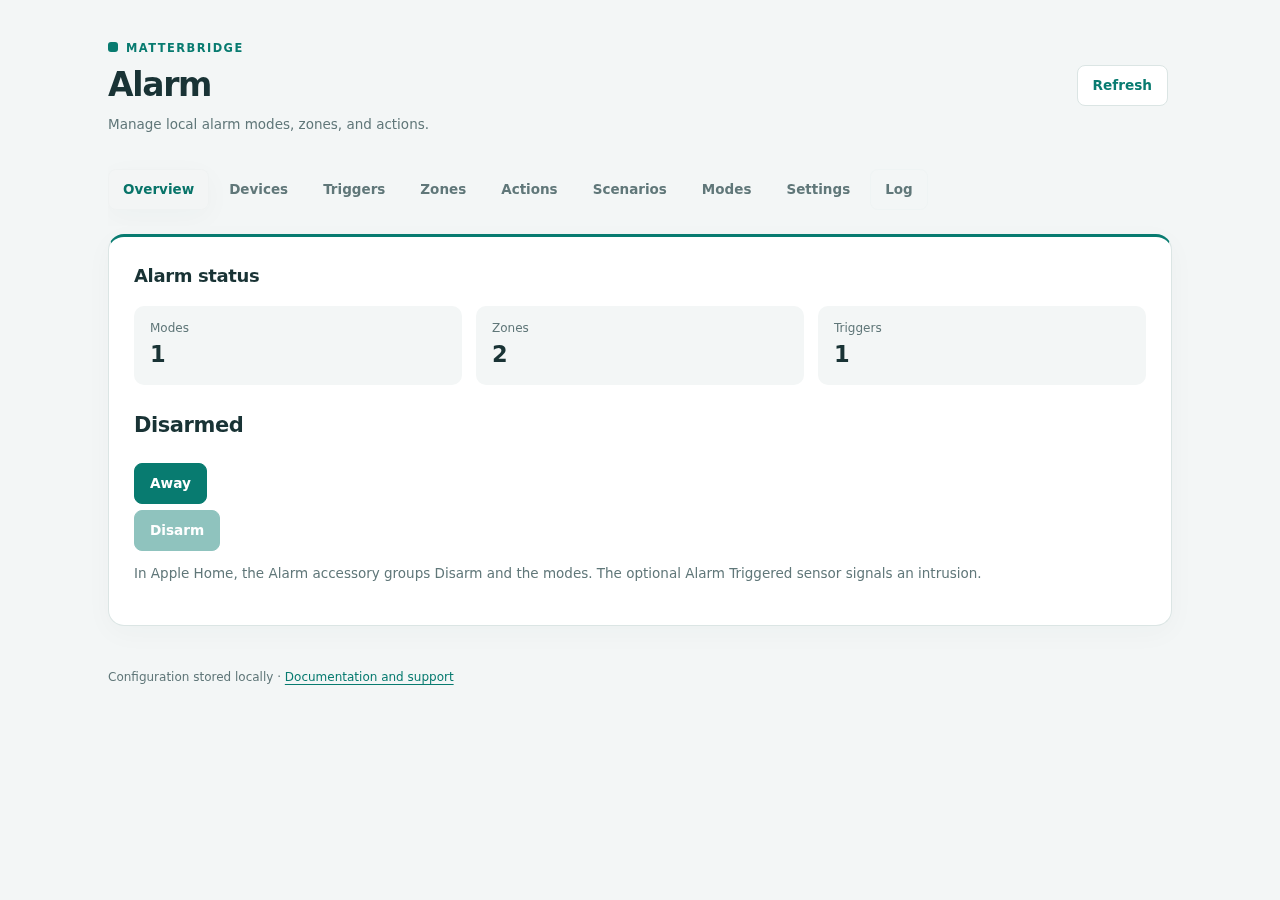 MATTERBRIDGE
Alarm
Refresh
Manage local alarm modes, zones, and actions.
Overview Devices Triggers Zones Actions Scenarios Modes Settings Log
Alarm status
Modes Zones Triggers
1 2 1
Disarmed
Away
Disarm
In Apple Home, the Alarm accessory groups Disarm and the modes. The optional Alarm Triggered sensor signals an intrusion.
Configuration stored locally · Documentation and support